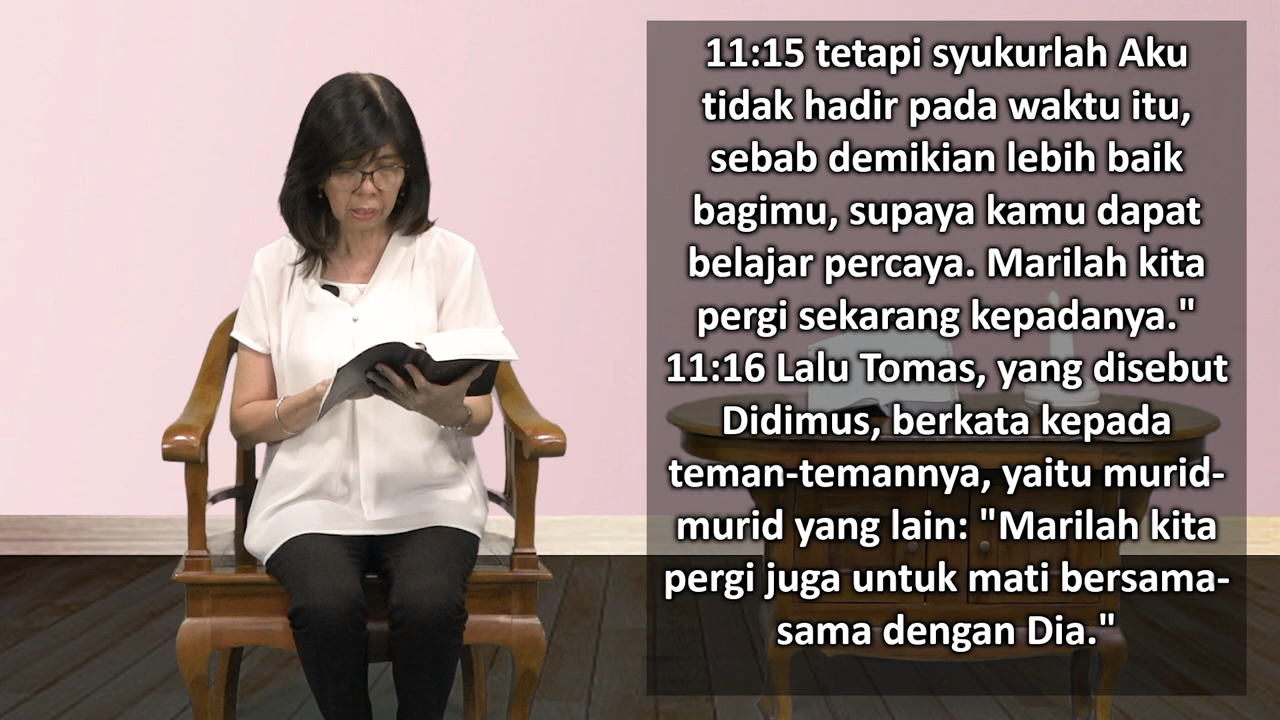 11:15 tetapi syukurlah Aku
tidak hadir pada waktu itu,
sebab demikian lebih baik
bagimu, supaya kamu dapat
belajar percaya. Marilah kita
pergi sekarang kepadanya."
11:16 Lalu Tomas, yang disebut
Didimus, berkata kepada
teman-temannya, yaitu murid-
murid yang lain: "Marilah kita
pergi juga untuk mati bersama-
sama dengan Dia."